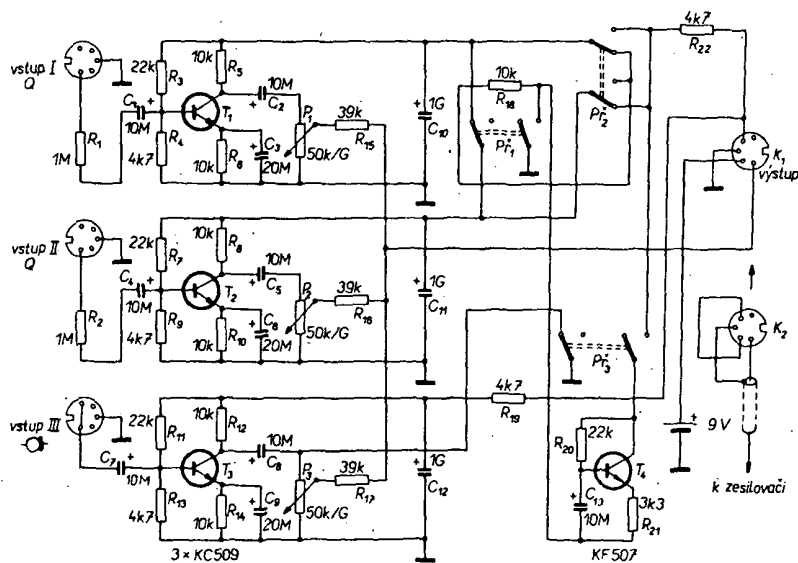 vstup I
Q
22k
R3
10k
R5
10M
C2
C1
10M
R1
1M
R4
4k7
T1
10k
R6
C3
20M
P1
50k/G
39k
R15
1G
C10
10k
R18
Př1
Př2
4k7
R22
K1
výstup
vstup II
Q
22k
R7
10k
R8
10M
C5
C4
10M
R2
1M
R9
4k7
T2
R10
10k
C6
20M
P2
50k/G
39k
R16
1G
C11
Př3
K2
9V
k zesilovači
vstup III
22k
R11
10k
R12
10M
C8
C7
10M
R13
4k7
T3
R14
10k
C9
20M
P3
50k/G
39k
R17
1G
C12
4k7
R19
R20
22k
T4
C13
10M
3k3
R21
3 × KC509
KF507